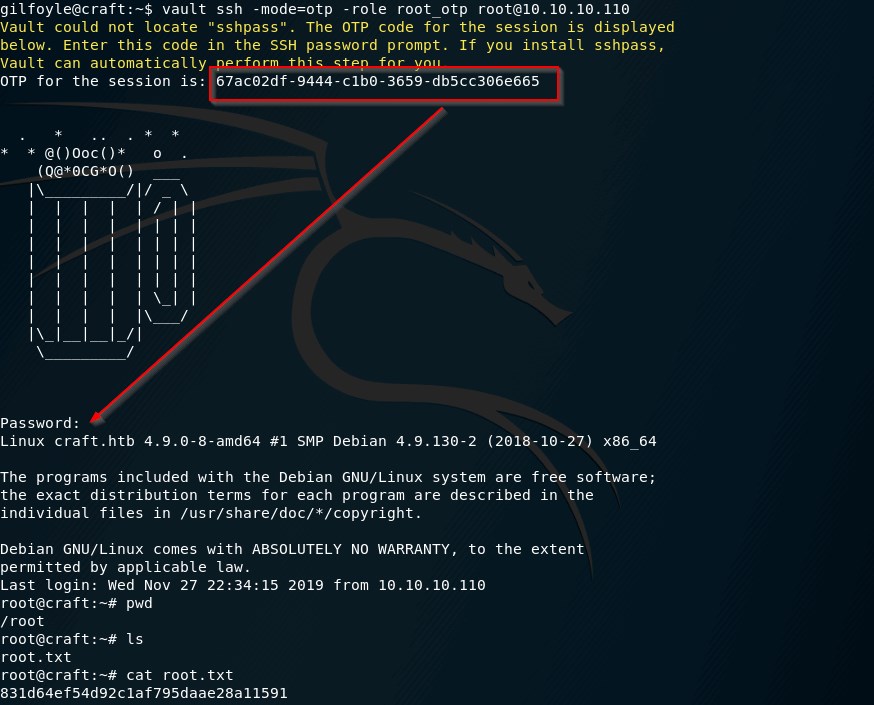 gilfoyle@craft:~$ vault ssh -mode=otp -role root_otp root@10.10.10.110
Vault could not locate "sshpass". The OTP code for the session is displayed
below. Enter this code in the SSH password prompt. If you install sshpass,
Vault can automatically perform this step for you.
OTP for the session is: 67ac02df-9444-c1b0-3659-db5cc306e665
  .   *   ..  . *  *
*  * @()Ooc()*   o  .
    (Q@*0CG*O()  ___
   |\_________/|/ _ \
   |  |  |  |  | / | |
   |  |  |  |  | | | |
   |  |  |  |  | | | |
   |  |  |  |  | | | |
   |  |  |  |  | | | |
   |  |  |  |  | \_| |
   |  |  |  |  |\___/
   |\_|__|__|_/|
    \_________/
Password:
Linux craft.htb 4.9.0-8-amd64 #1 SMP Debian 4.9.130-2 (2018-10-27) x86_64
The programs included with the Debian GNU/Linux system are free software;
the exact distribution terms for each program are described in the
individual files in /usr/share/doc/*/copyright.
Debian GNU/Linux comes with ABSOLUTELY NO WARRANTY, to the extent
permitted by applicable law.
Last login: Wed Nov 27 22:34:15 2019 from 10.10.10.110
root@craft:~# pwd
/root
root@craft:~# ls
root.txt
root@craft:~# cat root.txt
831d64ef54d92c1af795daae28a11591